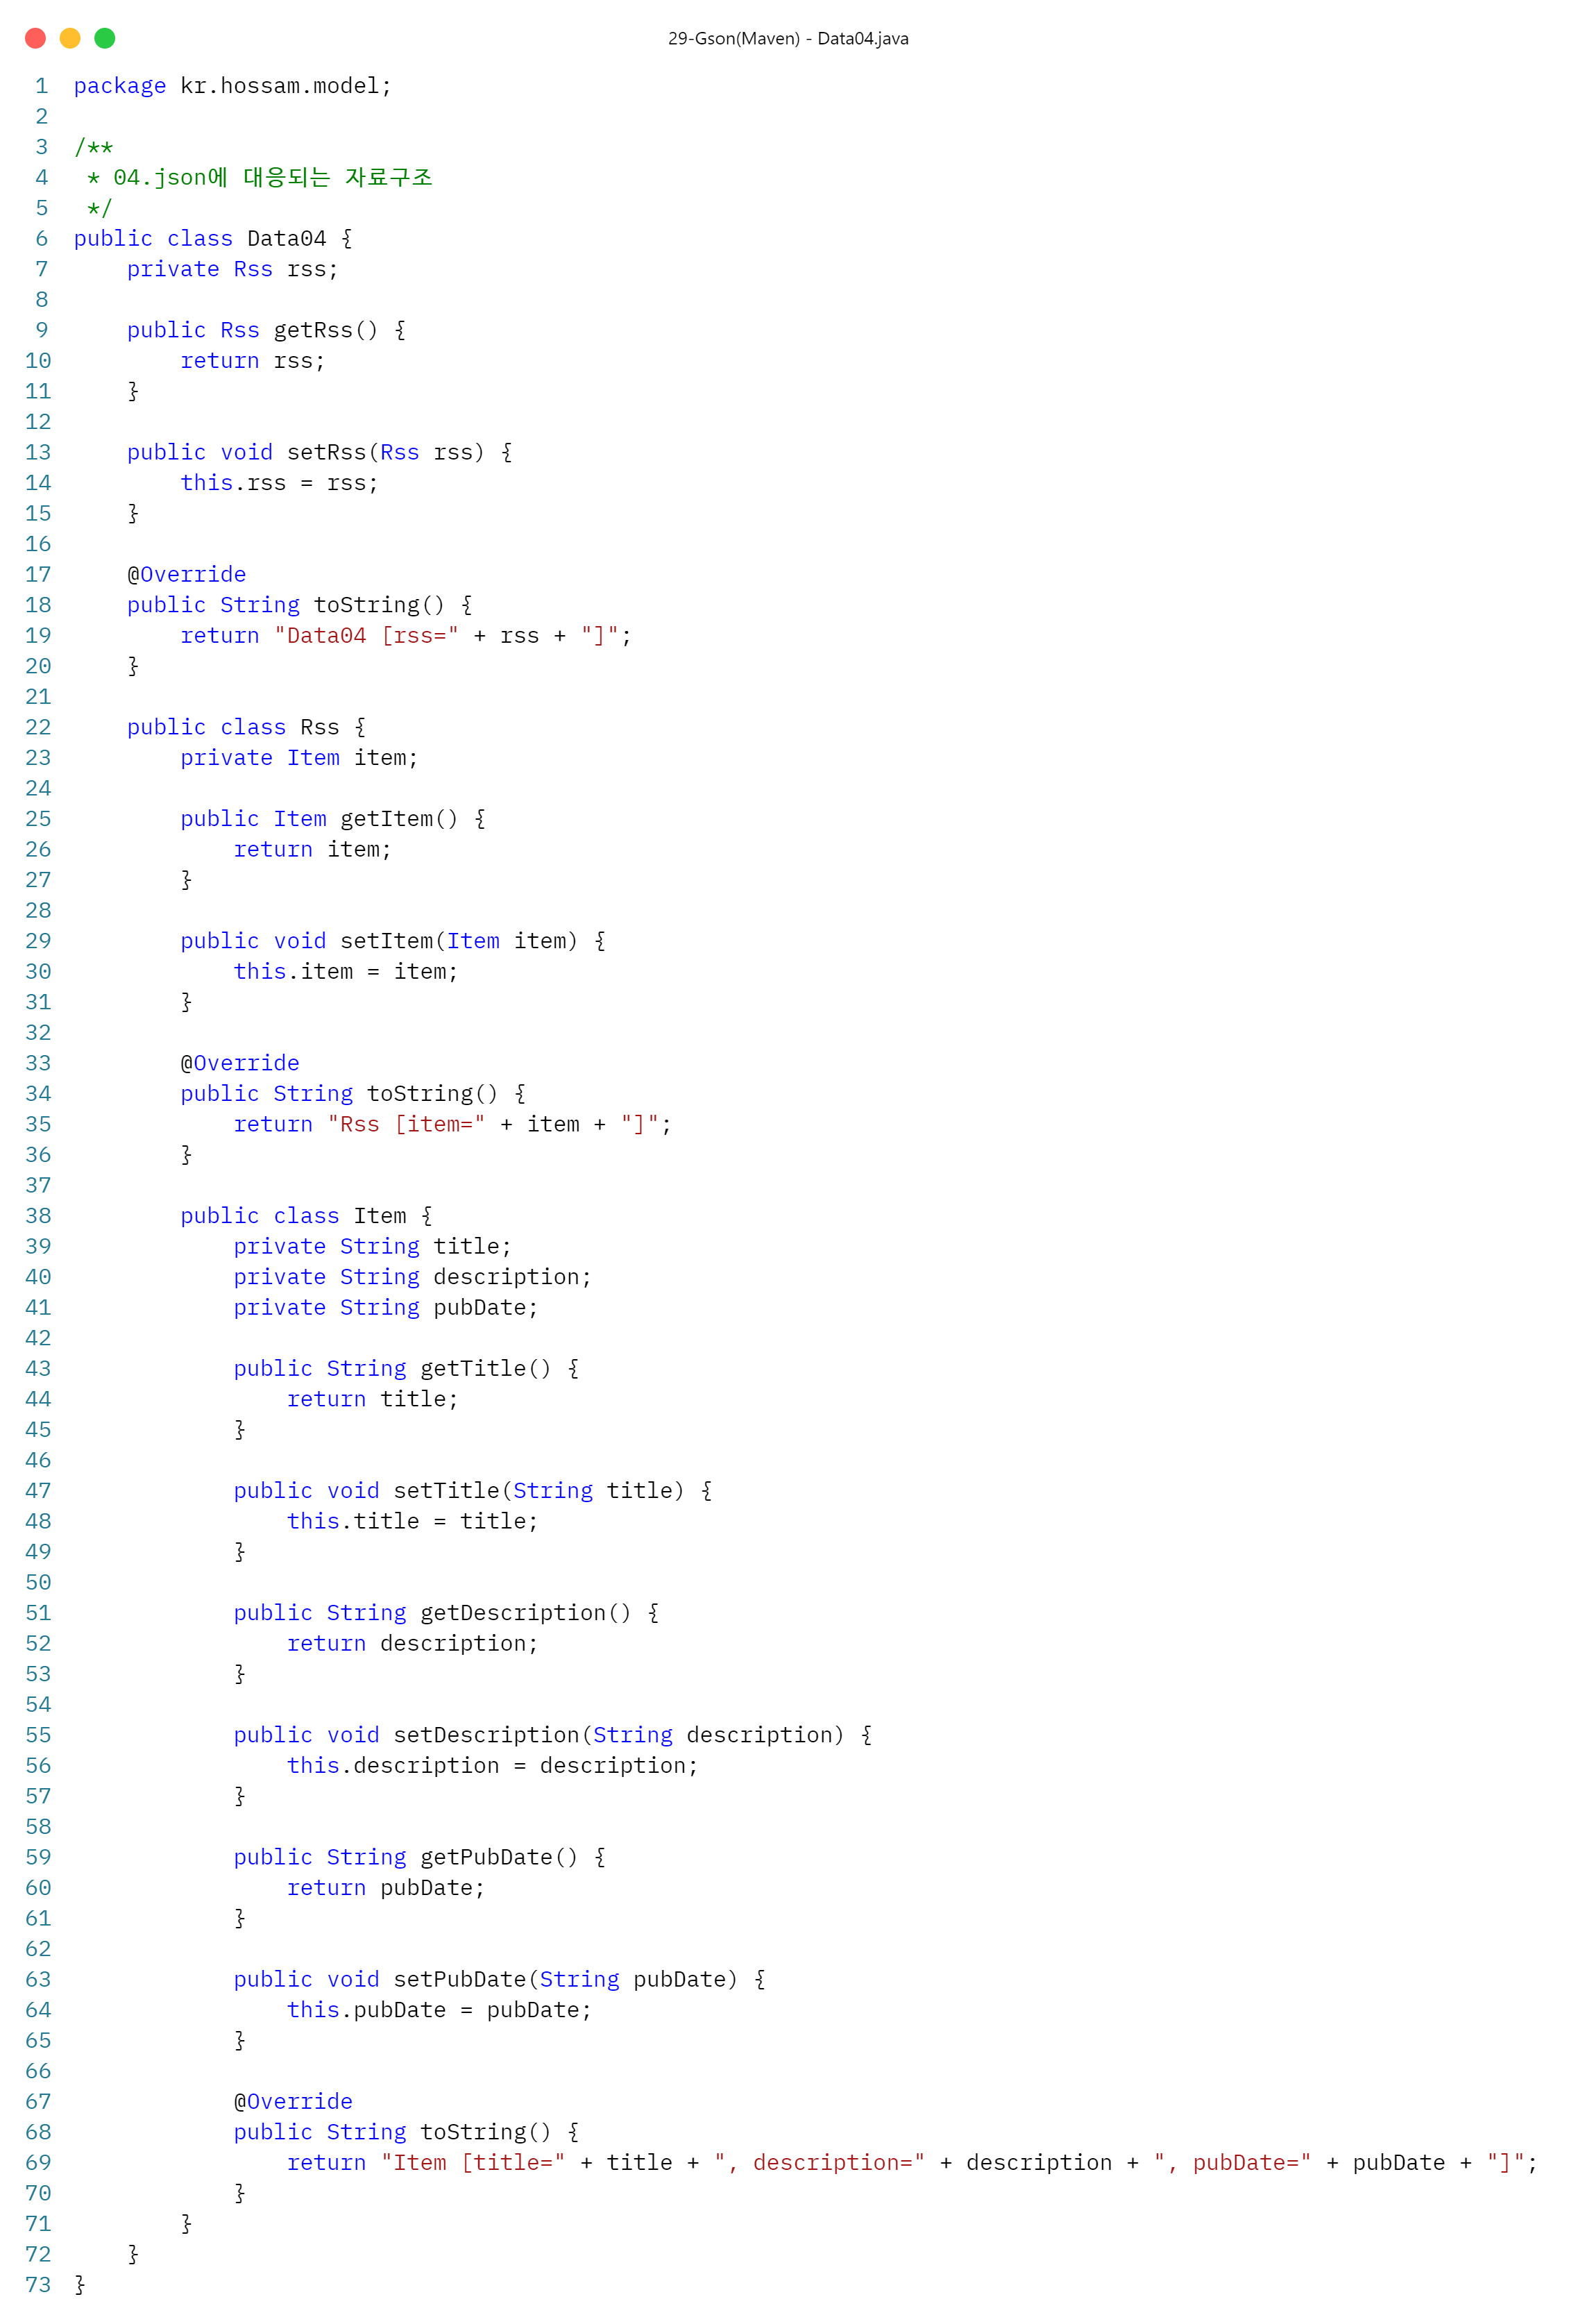 29-Gson(Maven) - Data04.java
1 package kr.hossam.model;
2
3 /**
4  * 04.json에 대응되는 자료구조
5  */
6 public class Data04 {
7     private Rss rss;
8
9     public Rss getRss() {
10         return rss;
11     }
12
13     public void setRss(Rss rss) {
14         this.rss = rss;
15     }
16
17     @Override
18     public String toString() {
19         return "Data04 [rss=" + rss + "]";
20     }
21
22     public class Rss {
23         private Item item;
24
25         public Item getItem() {
26             return item;
27         }
28
29         public void setItem(Item item) {
30             this.item = item;
31         }
32
33         @Override
34         public String toString() {
35             return "Rss [item=" + item + "]";
36         }
37
38         public class Item {
39             private String title;
40             private String description;
41             private String pubDate;
42
43             public String getTitle() {
44                 return title;
45             }
46
47             public void setTitle(String title) {
48                 this.title = title;
49             }
50
51             public String getDescription() {
52                 return description;
53             }
54
55             public void setDescription(String description) {
56                 this.description = description;
57             }
58
59             public String getPubDate() {
60                 return pubDate;
61             }
62
63             public void setPubDate(String pubDate) {
64                 this.pubDate = pubDate;
65             }
66
67             @Override
68             public String toString() {
69                 return "Item [title=" + title + ", description=" + description + ", pubDate=" + pubDate + "]";
70             }
71         }
72     }
73 }